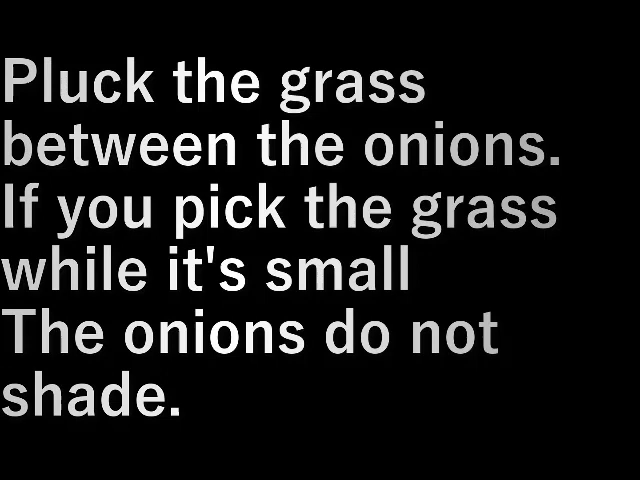 Pluck the grass
between the onions.
If you pick the grass
while it's small
The onions do not
shade.